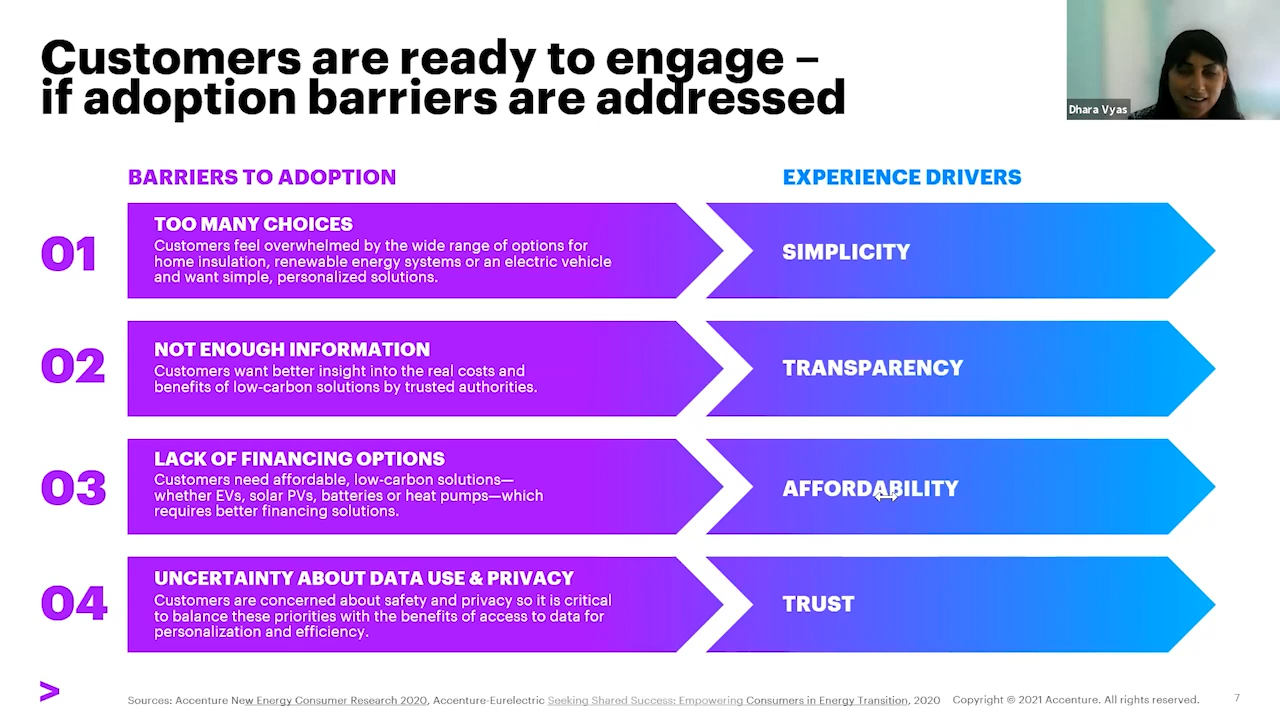 Customers are ready to engage –
if adoption barriers are addressed
Dhara Vyas
BARRIERS TO ADOPTION
EXPERIENCE DRIVERS
01
TOO MANY CHOICES
Customers feel overwhelmed by the wide range of options for
home insulation, renewable energy systems or an electric vehicle
and want simple, personalized solutions.
SIMPLICITY
02
NOT ENOUGH INFORMATION
Customers want better insight into the real costs and
benefits of low-carbon solutions by trusted authorities.
TRANSPARENCY
03
LACK OF FINANCING OPTIONS
Customers need affordable, low-carbon solutions—
whether EVs, solar PVs, batteries or heat pumps—which
requires better financing solutions.
AFFORDABILITY
04
UNCERTAINTY ABOUT DATA USE & PRIVACY
Customers are concerned about safety and privacy so it is critical
to balance these priorities with the benefits of access to data for
personalization and efficiency.
TRUST
>
Sources: Accenture New Energy Consumer Research 2020, Accenture-Eurelectric Seeking Shared Success: Empowering Consumers in Energy Transition, 2020 Copyright © 2021 Accenture. All rights reserved. 7